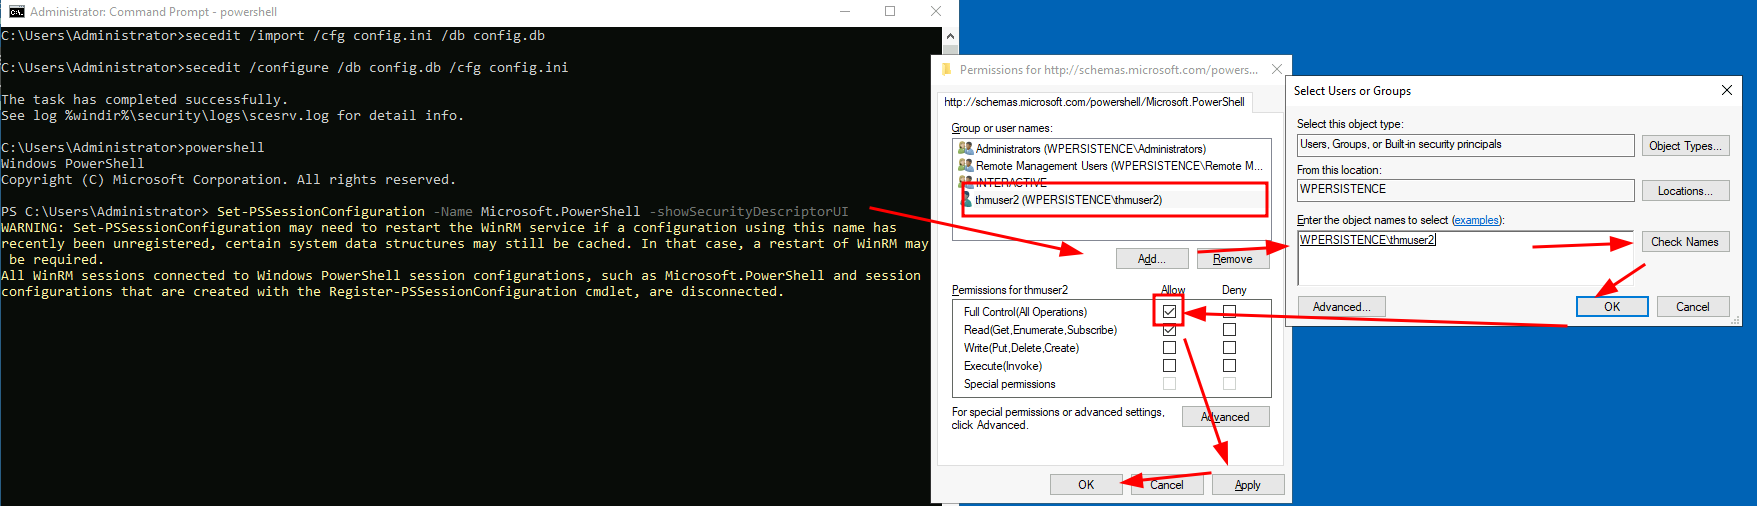 Administrator: Command Prompt - powershell
C:\Users\Administrator>secedit /import /cfg config.ini /db config.db
C:\Users\Administrator>secedit /configure /db config.db /cfg config.ini
The task has completed successfully.
See log %windir%\security\logs\scesrv.log for detail info.
C:\Users\Administrator>powershell
Windows PowerShell
Copyright (C) Microsoft Corporation. All rights reserved.
PS C:\Users\Administrator> Set-PSSessionConfiguration -Name Microsoft.PowerShell -showSecurityDescriptorUI
WARNING: Set-PSSessionConfiguration may need to restart the WinRM service if a configuration using this name has
recently been unregistered, certain system data structures may still be cached. In that case, a restart of WinRM may
be required.
All WinRM sessions connected to Windows PowerShell session configurations, such as Microsoft.PowerShell and session
configurations that are created with the Register-PSSessionConfiguration cmdlet, are disconnected.
Permissions for http://schemas.microsoft.com/powers...
http://schemas.microsoft.com/powershell/Microsoft.PowerShell
Group or user names:
Administrators (WPERSISTENCE\Administrators)
Remote Management Users (WPERSISTENCE\Remote M...
INTERACTIVE
thmuser2 (WPERSISTENCE\thmuser2)
Add... Remove
Permissions for thmuser2 Allow Deny
Full Control(All Operations)
Read(Get,Enumerate,Subscribe)
Write(Put,Delete,Create)
Execute(Invoke)
Special permissions
For special permissions or advanced settings,
click Advanced.
Advanced
OK Cancel Apply
Select Users or Groups
Select this object type:
Users, Groups, or Built-in security principals
Object Types...
From this location:
WPERSISTENCE
Locations...
Enter the object names to select (examples):
WPERSISTENCE\thmuser2
Check Names
Advanced...
OK Cancel